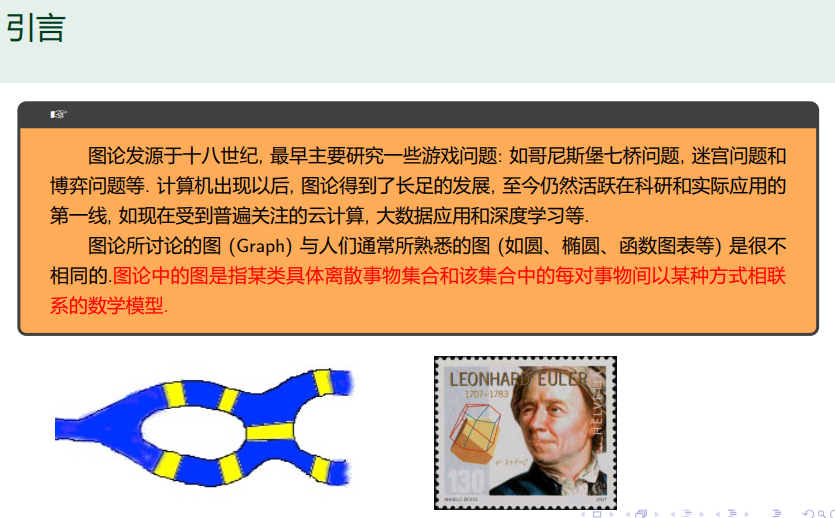 引言
图论发源于十八世纪, 最早主要研究一些游戏问题: 如哥尼斯堡七桥问题, 迷宫问题和
博弈问题等. 计算机出现以后, 图论得到了长足的发展, 至今仍然活跃在科研和实际应用的
第一线, 如现在受到普遍关注的云计算, 大数据应用和深度学习等.
图论所讨论的图 (Graph) 与人们通常所熟悉的图 (如圆、椭圆、函数图表等) 是很不
相同的.图论中的图是指某类具体离散事物集合和该集合中的每对事物间以某种方式相联
系的数学模型.
LEONHARD EULER
1707–1783
HELVETIA
e - k + f = 2
130
ANGELO BOOG
2007